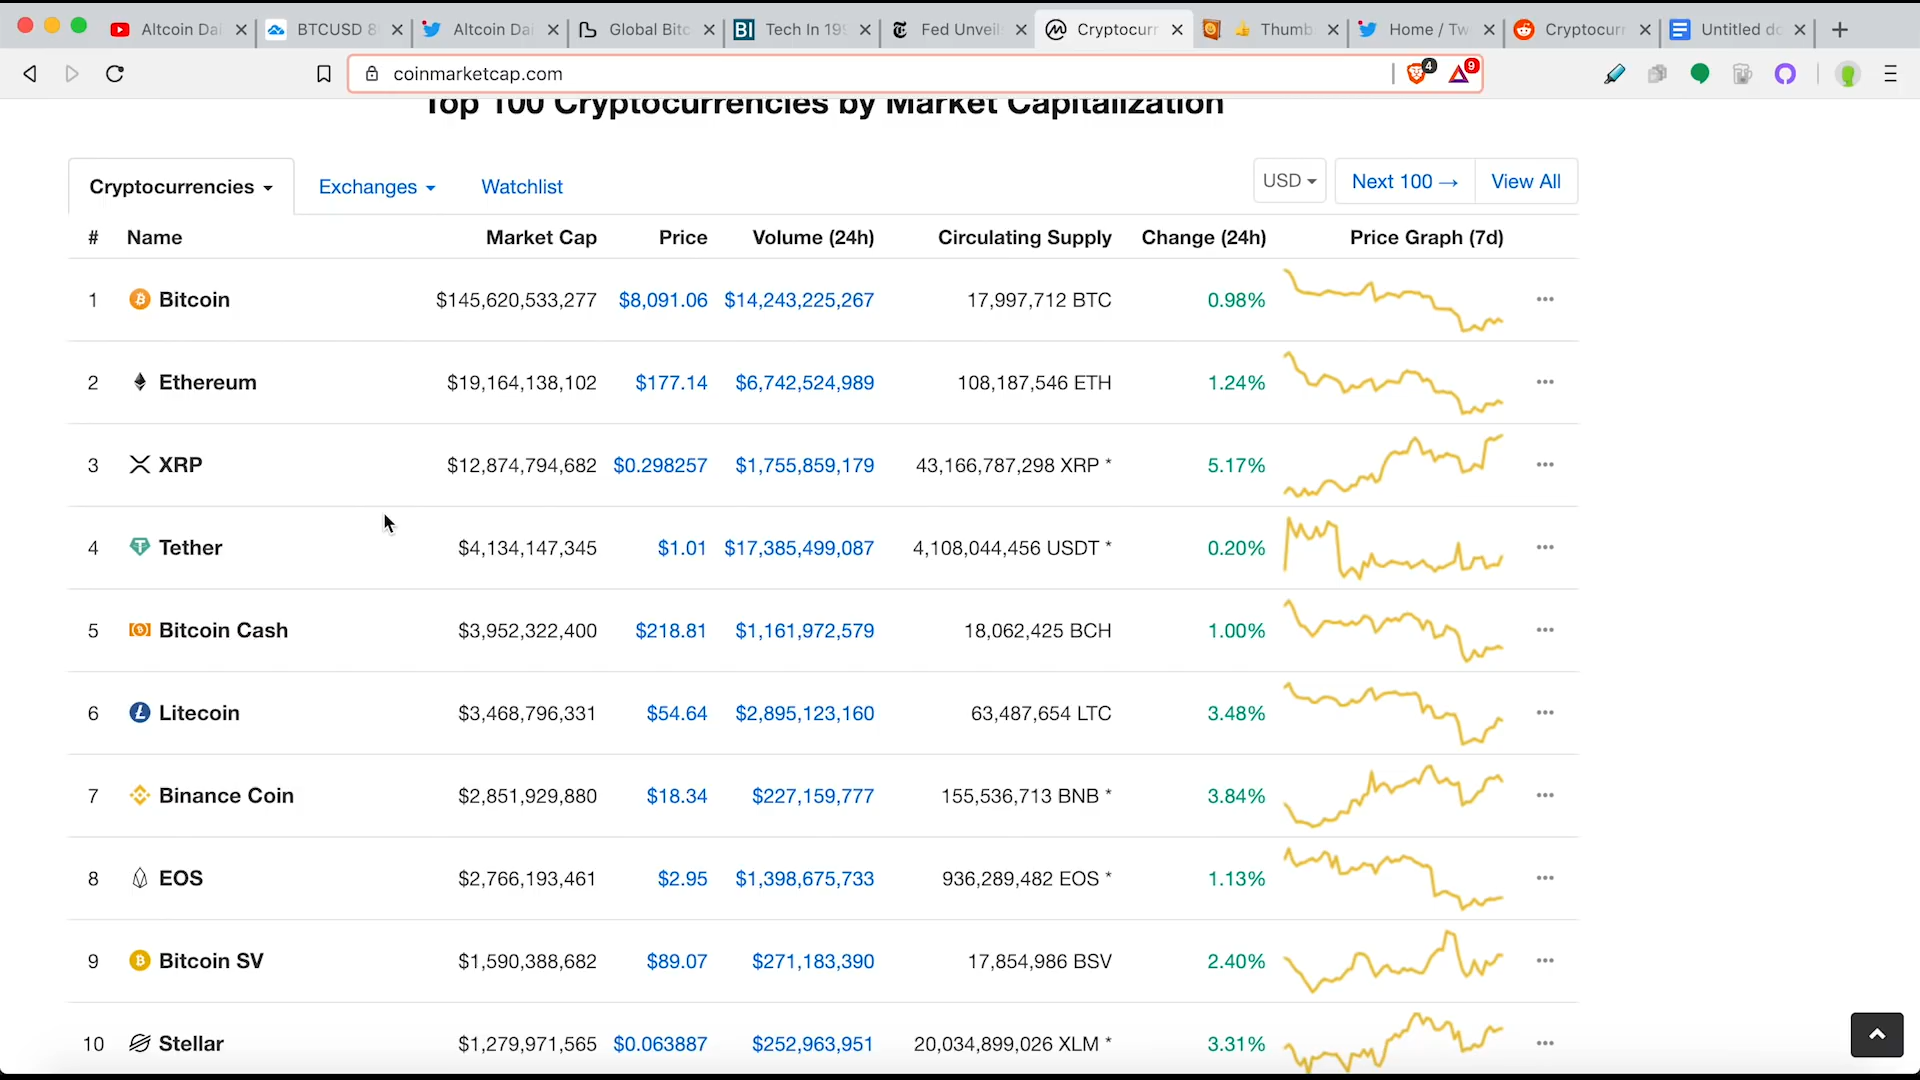 Altcoin Dai
BTCUSD 8
Altcoin Dai
Global Bitc
BI Tech In 199
Fed Unveils
Cryptocurr
Thumb
Home / Tw
Cryptocurr
Untitled do
coinmarketcap.com
4
9
Top 100 Cryptocurrencies by Market Capitalization
Cryptocurrencies Exchanges Watchlist USD Next 100 → View All
# Name Market Cap Price Volume (24h) Circulating Supply Change (24h) Price Graph (7d)
1 Bitcoin $145,620,533,277 $8,091.06 $14,243,225,267 17,997,712 BTC 0.98%
2 Ethereum $19,164,138,102 $177.14 $6,742,524,989 108,187,546 ETH 1.24%
3 XRP $12,874,794,682 $0.298257 $1,755,859,179 43,166,787,298 XRP * 5.17%
4 Tether $4,134,147,345 $1.01 $17,385,499,087 4,108,044,456 USDT * 0.20%
5 Bitcoin Cash $3,952,322,400 $218.81 $1,161,972,579 18,062,425 BCH 1.00%
6 Litecoin $3,468,796,331 $54.64 $2,895,123,160 63,487,654 LTC 3.48%
7 Binance Coin $2,851,929,880 $18.34 $227,159,777 155,536,713 BNB * 3.84%
8 EOS $2,766,193,461 $2.95 $1,398,675,733 936,289,482 EOS * 1.13%
9 Bitcoin SV $1,590,388,682 $89.07 $271,183,390 17,854,986 BSV 2.40%
10 Stellar $1,279,971,565 $0.063887 $252,963,951 20,034,899,026 XLM * 3.31%